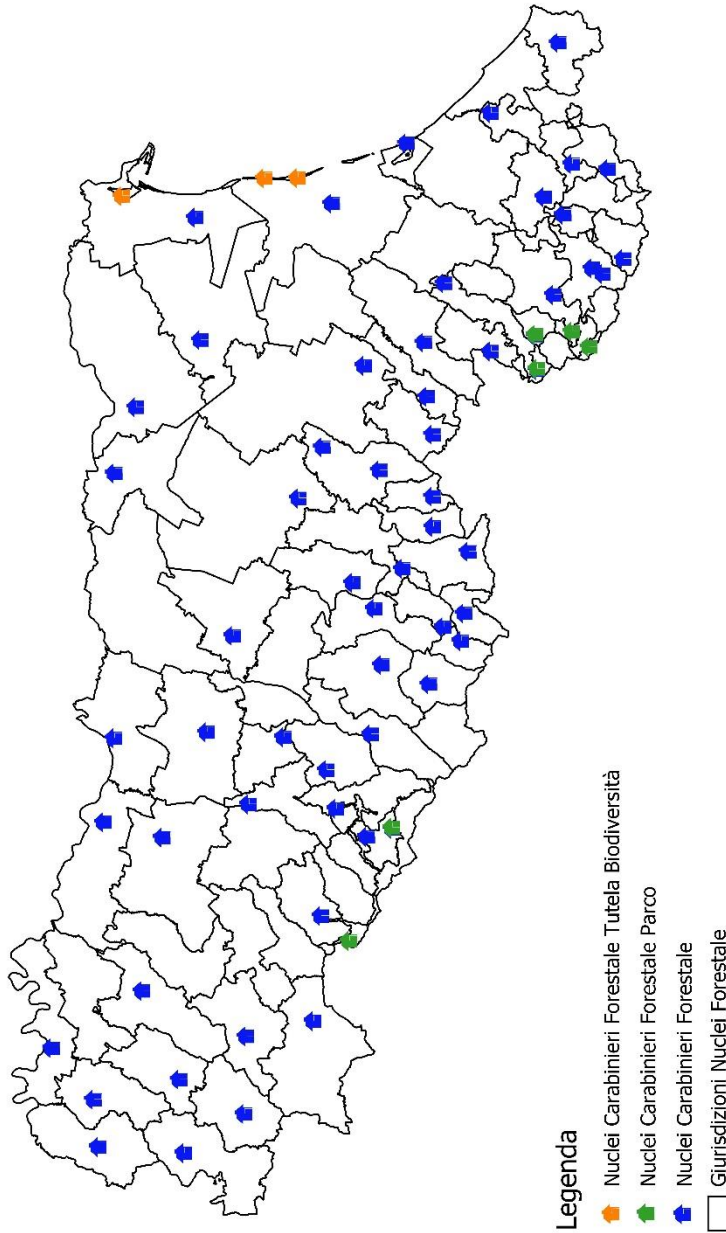 Legenda
Nuclei Carabinieri Forestale Tutela Biodiversità
Nuclei Carabinieri Forestale Parco
Nuclei Carabinieri Forestale
Giurisdizioni Nuclei Forestale